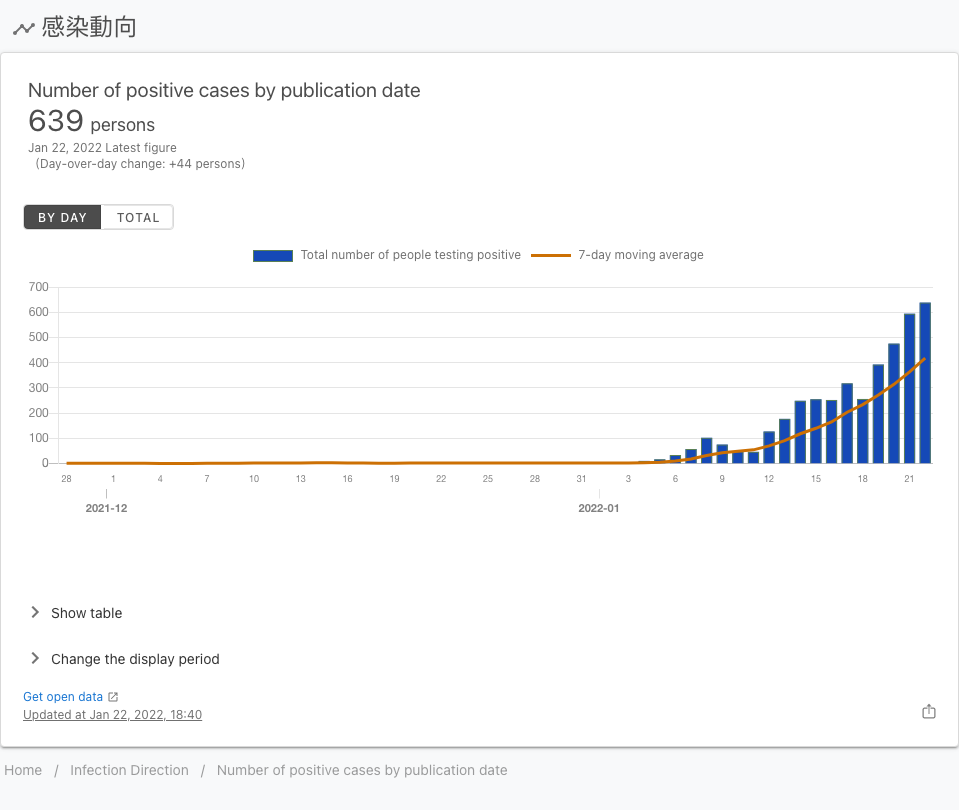 感染動向
Number of positive cases by publication date
639 persons
Jan 22, 2022 Latest figure
(Day-over-day change: +44 persons)
BY DAY TOTAL
Total number of people testing positive 7-day moving average
700
600
500
400
300
200
100
0
28 1 4 7 10 13 16 19 22 25 28 31 3 6 9 12 15 18 21
2021-12 2022-01
Show table
Change the display period
Get open data
Updated at Jan 22, 2022, 18:40
Home / Infection Direction / Number of positive cases by publication date